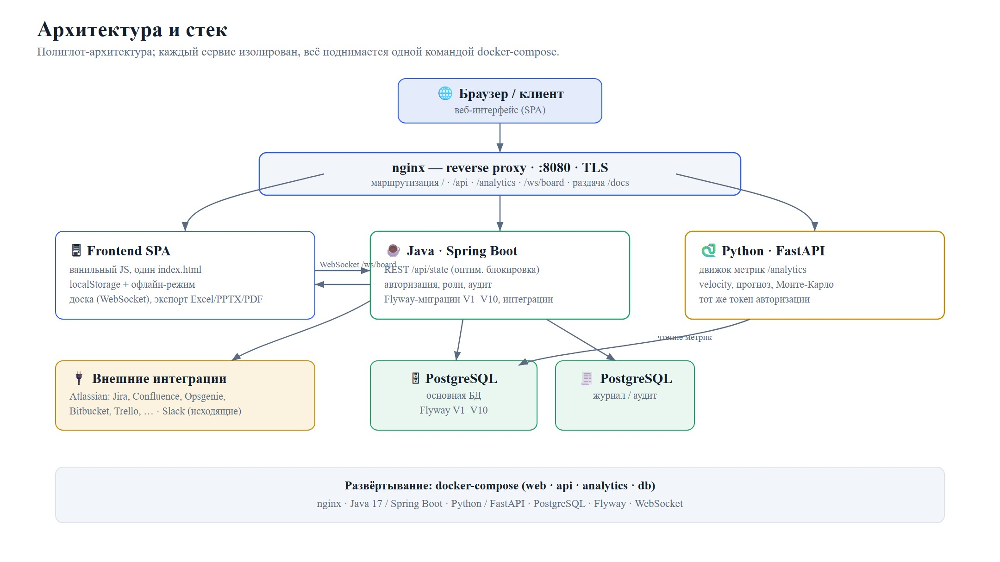 Архитектура и стек
Полиглот-архитектура; каждый сервис изолирован, всё поднимается одной командой docker-compose.
Браузер / клиент
веб-интерфейс (SPA)
nginx — reverse proxy · :8080 · TLS
маршрутизация / · /api · /analytics · /ws/board · раздача /docs
Frontend SPA
ванильный JS, один index.html
localStorage + офлайн-режим
доска (WebSocket), экспорт Excel/PPTX/PDF
WebSocket /ws/board
Java · Spring Boot
REST /api/state (оптим. блокировка)
авторизация, роли, аудит
Flyway-миграции V1–V10, интеграции
Python · FastAPI
движок метрик /analytics
velocity, прогноз, Монте-Карло
тот же токен авторизации
чтение метрик
Внешние интеграции
Atlassian: Jira, Confluence, Opsgenie,
Bitbucket, Trello, … · Slack (исходящие)
PostgreSQL
основная БД
Flyway V1–V10
PostgreSQL
журнал / аудит
Развёртывание: docker-compose (web · api · analytics · db)
nginx · Java 17 / Spring Boot · Python / FastAPI · PostgreSQL · Flyway · WebSocket